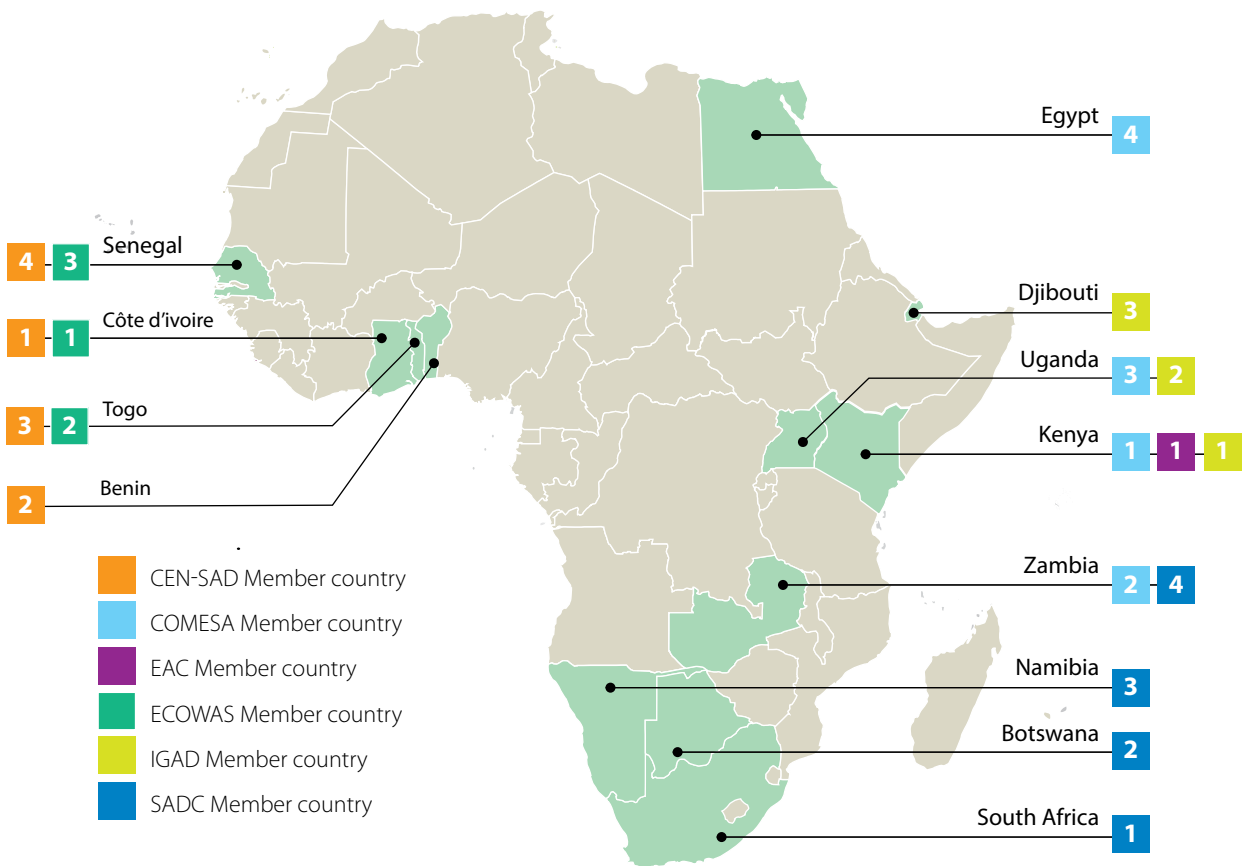 Egypt
4
Senegal
4 3
Djibouti
3
Côte d'ivoire
1 1
Uganda
3 2
Togo
3 2
Kenya
1 1 1
Benin
2
CEN-SAD Member country
COMESA Member country
EAC Member country
ECOWAS Member country
IGAD Member country
SADC Member country
Zambia
2 4
Namibia
3
Botswana
2
South Africa
1